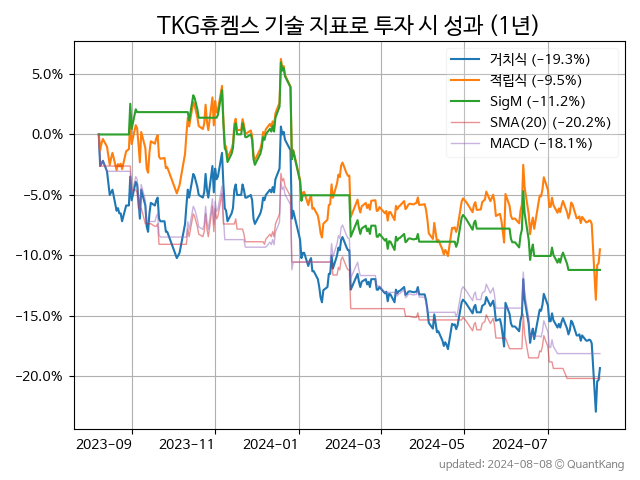 TKG휴켐스 기술 지표로 투자 시 성과 (1년)
거치식 (−19.3%)
적립식 (−9.5%)
SigM (−11.2%)
SMA(20) (−20.2%)
MACD (−18.1%)
5.0%
0.0%
−5.0%
−10.0%
−15.0%
−20.0%
2023-09 2023-11 2024-01 2024-03 2024-05 2024-07
updated: 2024-08-08 © QuantKang